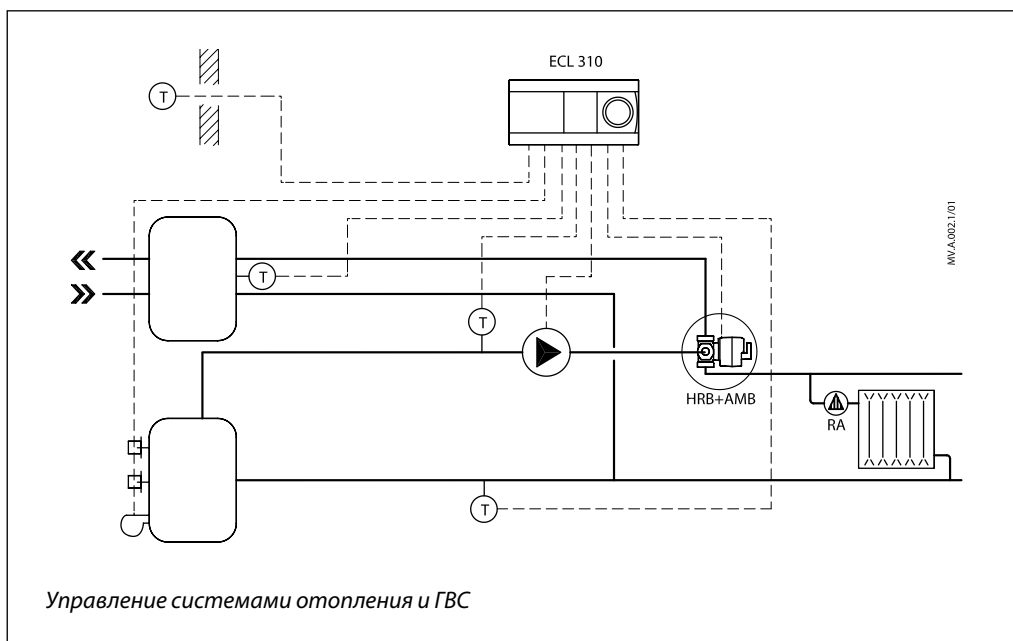 ECL 310
T
MV.A.002.1/01
T
T
HRB+AMB
RA
T
Управление системами отопления и ГВС